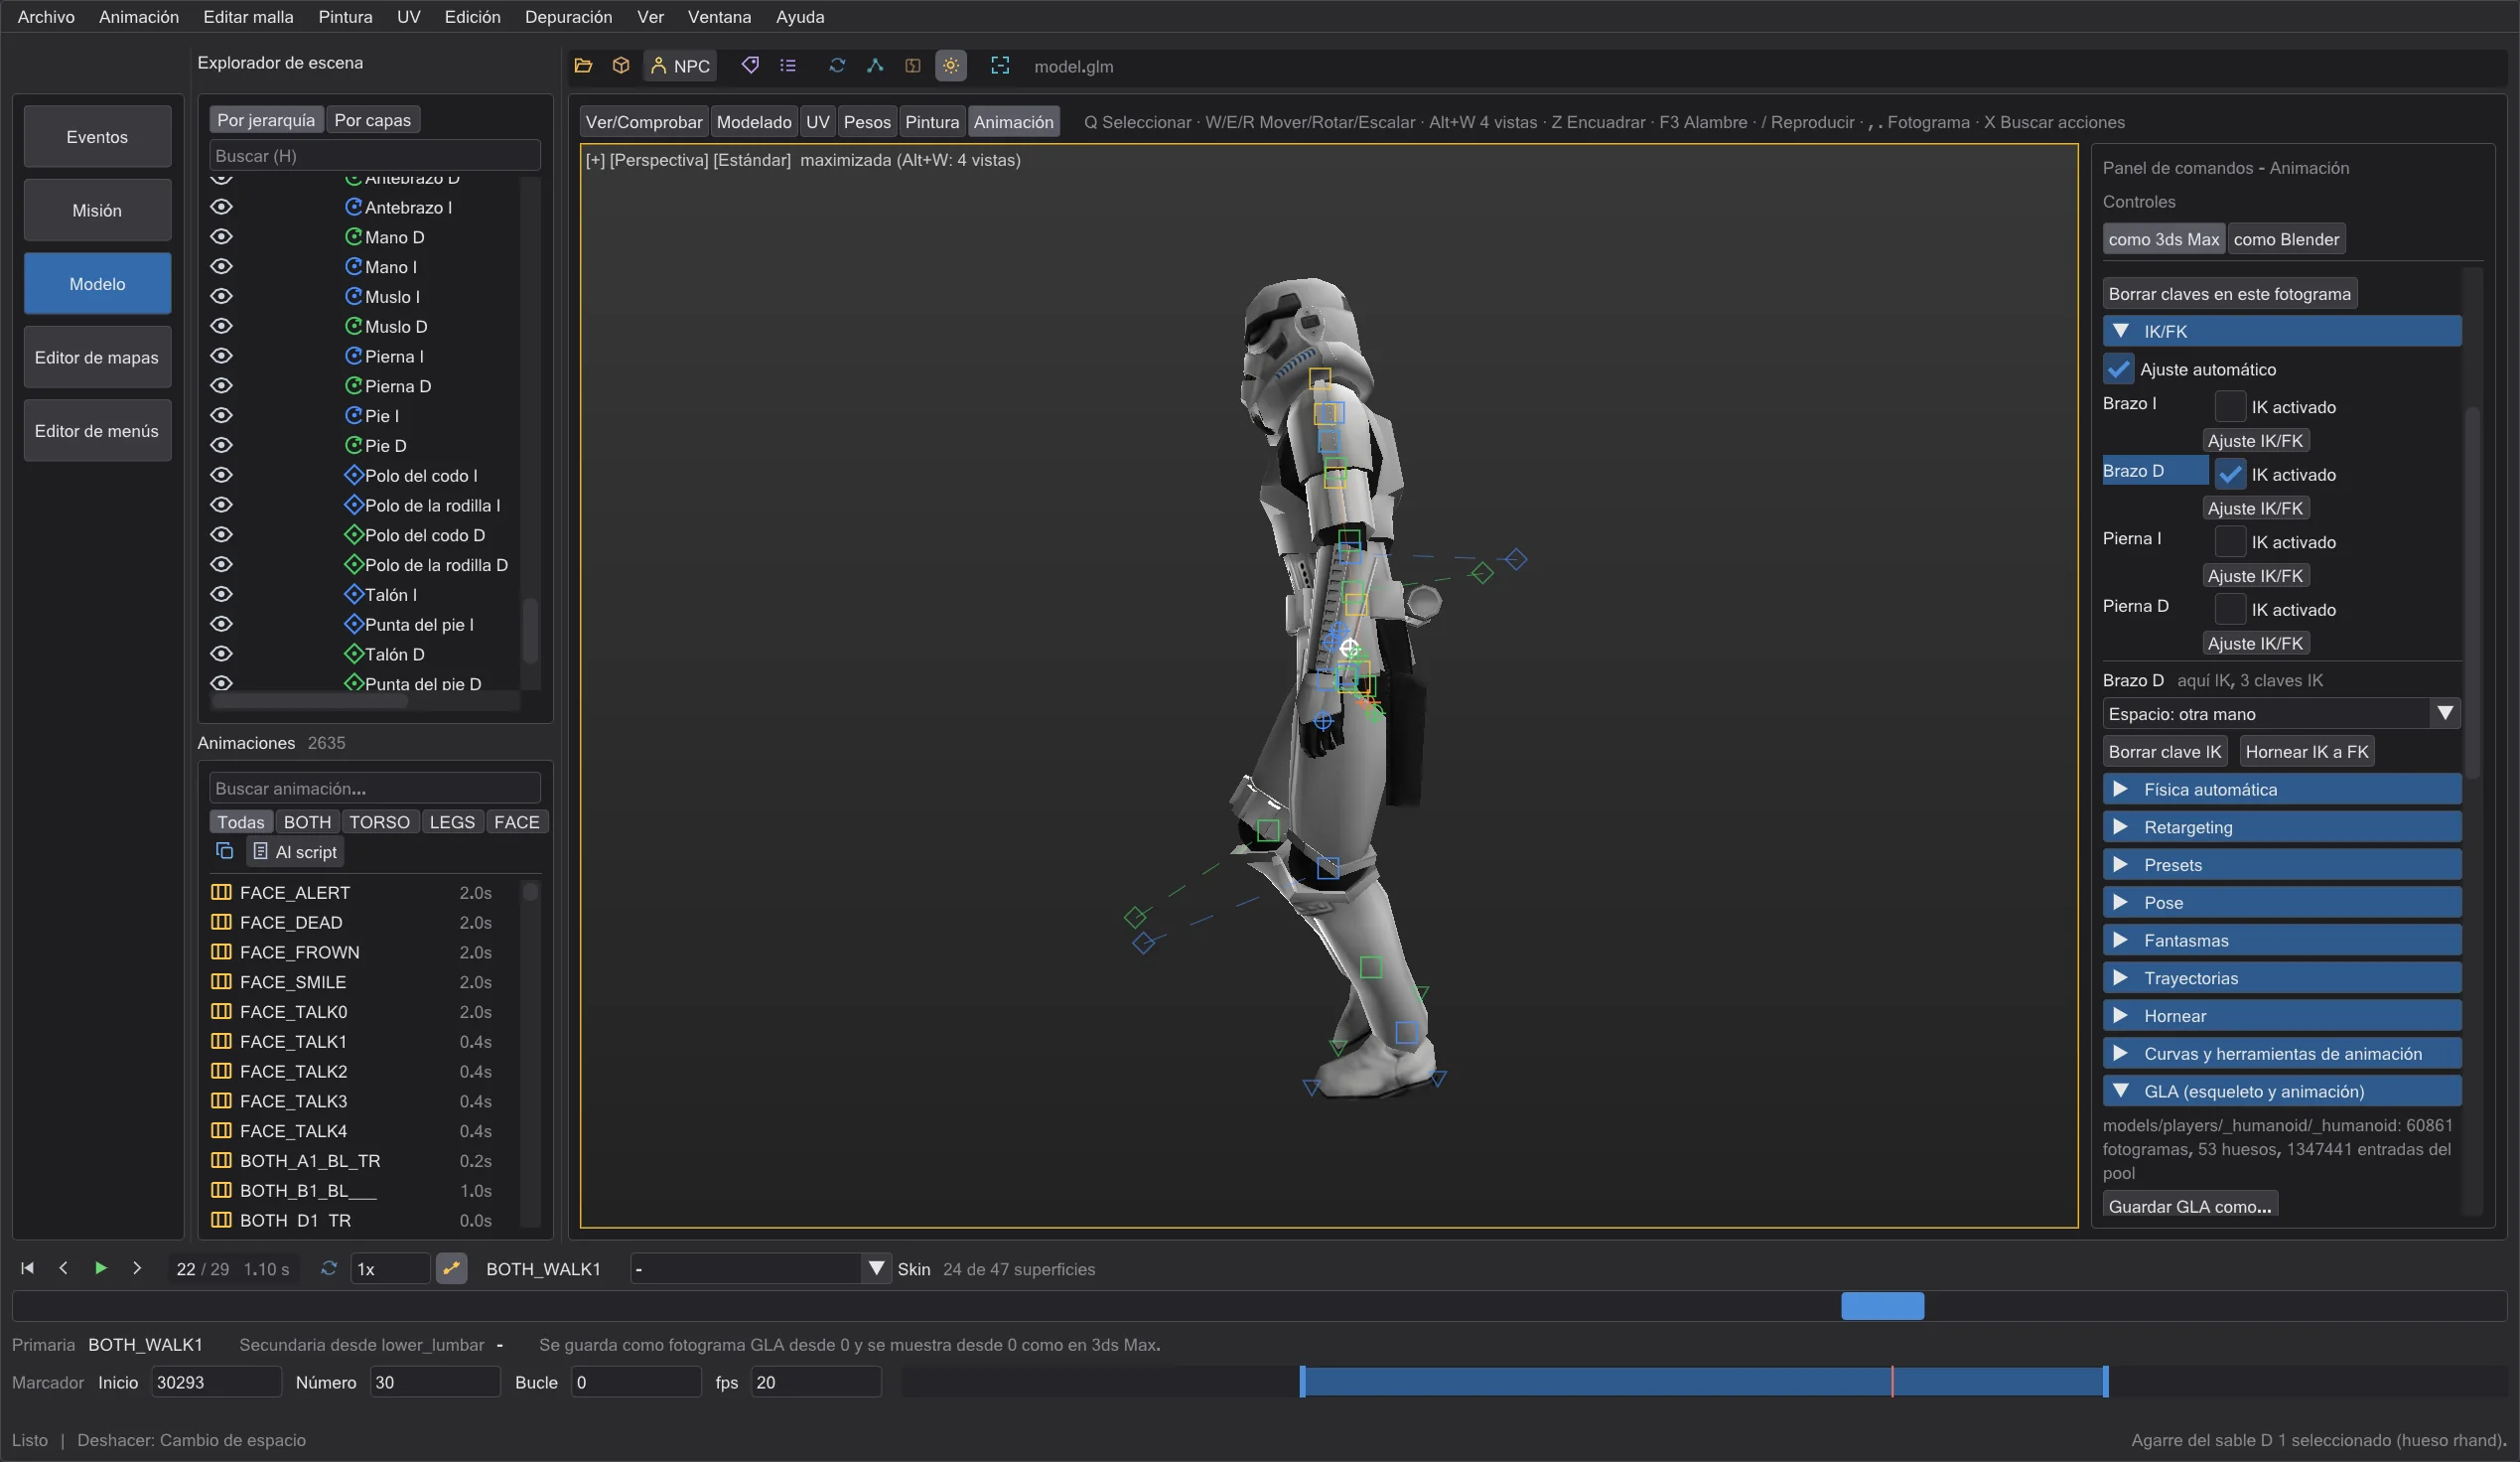 Archivo Animación Editar malla Pintura UV Edición Depuración Ver Ventana Ayuda
Explorador de escena
NPC
model.glm
Eventos
Misión
Modelo
Editor de mapas
Editor de menús
Por jerarquía Por capas
Buscar (H)
Antebrazo D
Antebrazo I
Mano D
Mano I
Muslo I
Muslo D
Pierna I
Pierna D
Pie I
Pie D
Polo del codo I
Polo de la rodilla I
Polo del codo D
Polo de la rodilla D
Talón I
Punta del pie I
Talón D
Punta del pie D
Animaciones 2635
Buscar animación...
Todas BOTH TORSO LEGS FACE
Al script
FACE_ALERT 2.0s
FACE_DEAD 2.0s
FACE_FROWN 2.0s
FACE_SMILE 2.0s
FACE_TALK0 2.0s
FACE_TALK1 0.4s
FACE_TALK2 0.4s
FACE_TALK3 0.4s
FACE_TALK4 0.4s
BOTH_A1_BL_TR 0.2s
BOTH_B1_BL___ 1.0s
BOTH_D1_TR 0.0s
Ver/Comprobar Modelado UV Pesos Pintura Animación Q Seleccionar · W/E/R Mover/Rotar/Escalar · Alt+W 4 vistas · Z Encuadrar · F3 Alambre · / Reproducir · , . Fotograma · X Buscar acciones
[+] [Perspectiva] [Estándar] maximizada (Alt+W: 4 vistas)
Panel de comandos - Animación
Controles
como 3ds Max como Blender
Borrar claves en este fotograma
IK/FK
Ajuste automático
Brazo I IK activado
Ajuste IK/FK
Brazo D IK activado
Ajuste IK/FK
Pierna I IK activado
Ajuste IK/FK
Pierna D IK activado
Ajuste IK/FK
Brazo D aquí IK, 3 claves IK
Espacio: otra mano
Borrar clave IK Hornear IK a FK
Física automática
Retargeting
Presets
Pose
Fantasmas
Trayectorias
Hornear
Curvas y herramientas de animación
GLA (esqueleto y animación)
models/players/_humanoid/_humanoid: 60861
fotogramas, 53 huesos, 1347441 entradas del
pool
Guardar GLA como...
22 / 29 1.10 s 1x BOTH_WALK1 - Skin 24 de 47 superficies
Primaria BOTH_WALK1 Secundaria desde lower_lumbar - Se guarda como fotograma GLA desde 0 y se muestra desde 0 como en 3ds Max.
Marcador Inicio 30293 Número 30 Bucle 0 fps 20
Listo | Deshacer: Cambio de espacio
Agarre del sable D 1 seleccionado (hueso rhand).